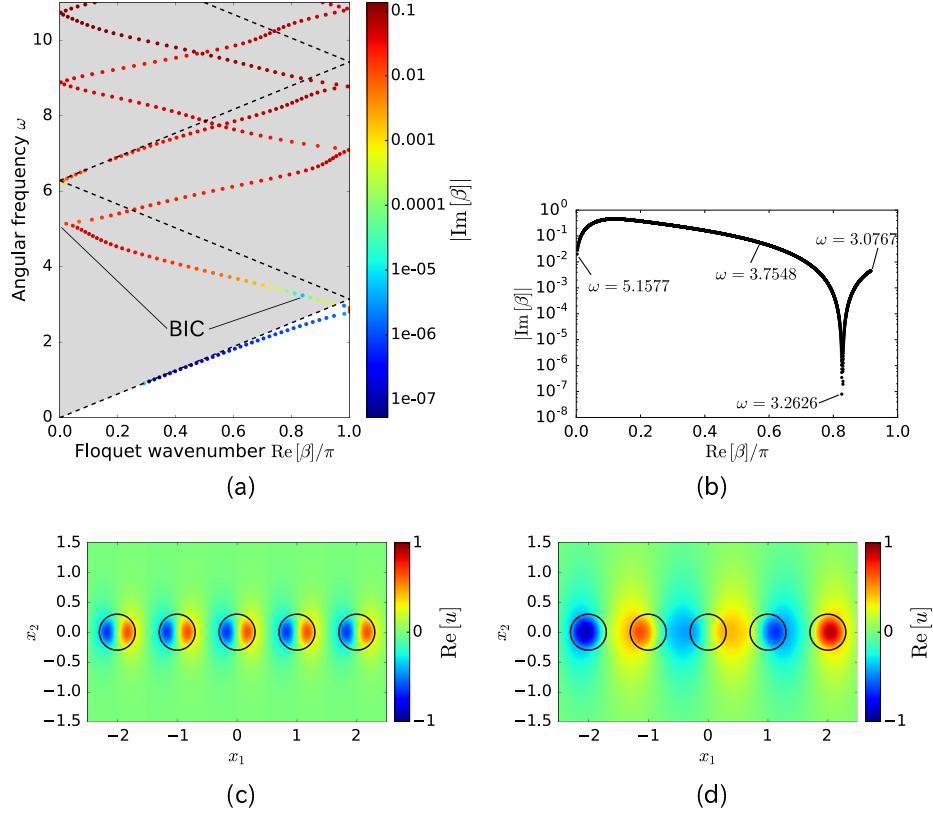 Angular frequency ω
10
8
6
4
2
0
0.0 0.2 0.4 0.6 0.8 1.0
Floquet wavenumber Re [β]/π
BIC
0.1
0.01
0.001
0.0001
1e-05
1e-06
1e-07
|Im [β]|
(a)
|Im [β]|
10^0
10^-1
10^-2
10^-3
10^-4
10^-5
10^-6
10^-7
10^-8
ω = 5.1577
ω = 3.7548
ω = 3.0767
ω = 3.2626
0.0 0.2 0.4 0.6 0.8 1.0
Re [β]/π
(b)
x_2
1.5
1.0
0.5
0.0
−0.5
−1.0
−1.5
−2 −1 0 1 2
x_1
1
0
−1
Re [u]
(c)
x_2
1.5
1.0
0.5
0.0
−0.5
−1.0
−1.5
−2 −1 0 1 2
x_1
1
0
−1
Re [u]
(d)